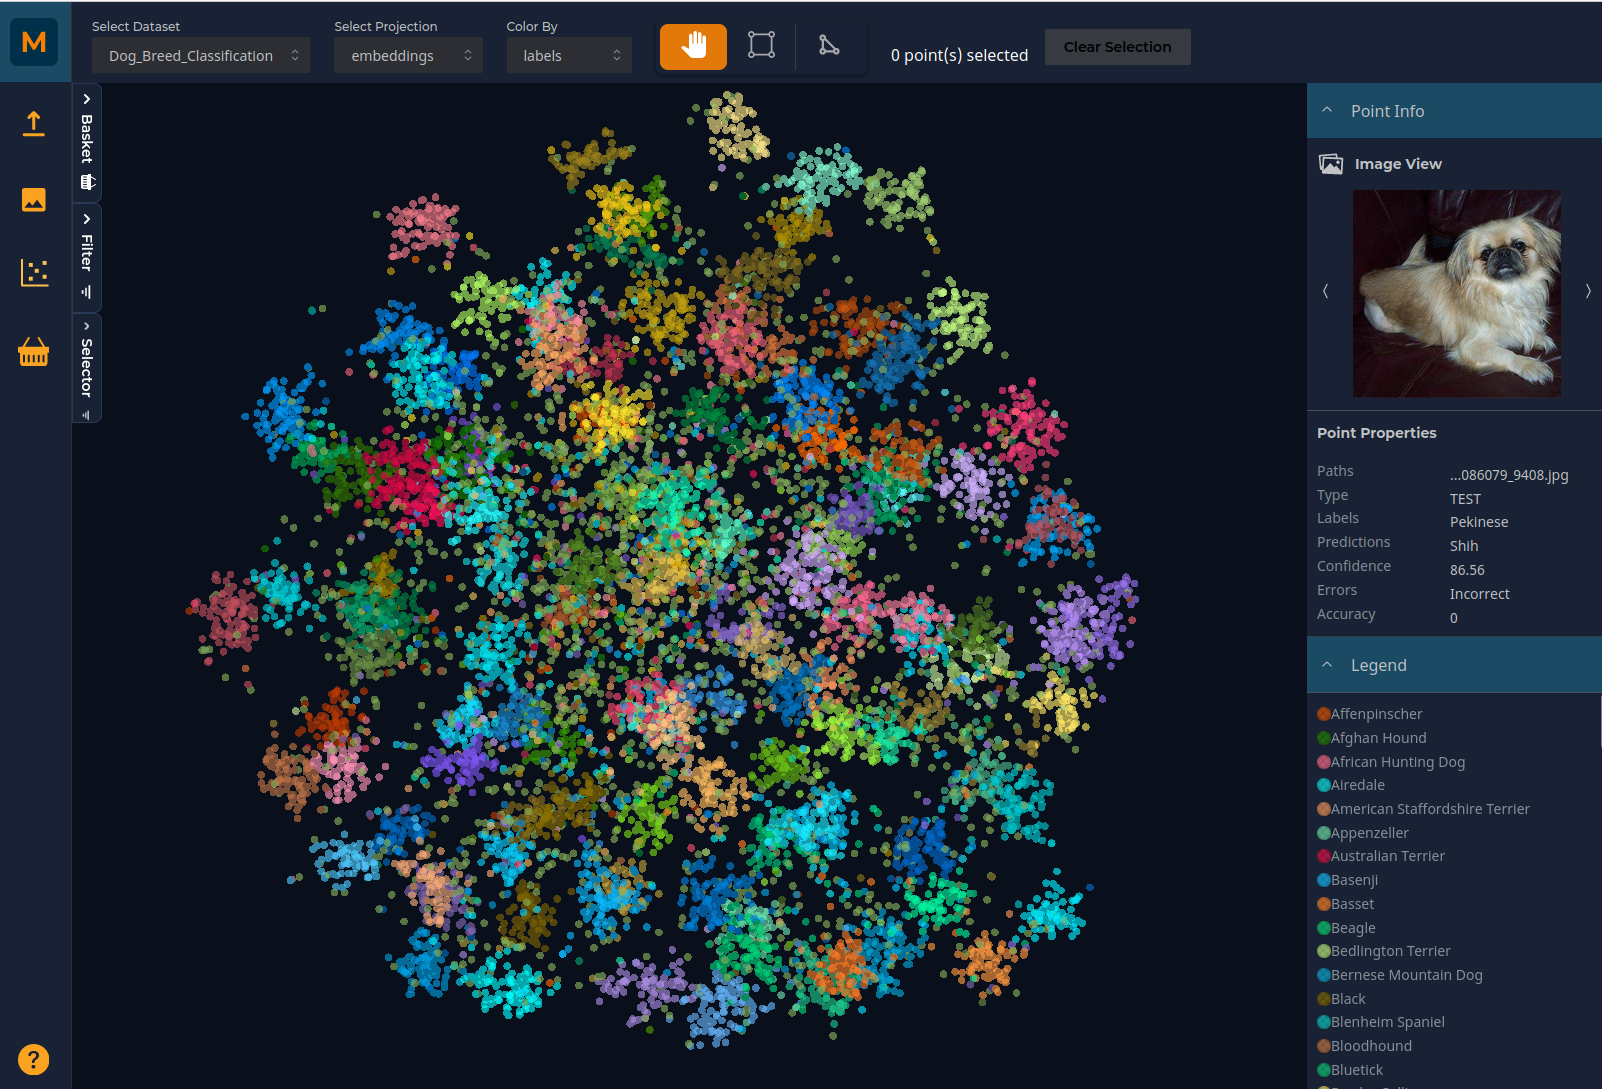 M
Select Dataset
Dog_Breed_Classification
Select Projection
embeddings
Color By
labels
0 point(s) selected
Clear Selection
Basket
Filter
Selector
?
Point Info
Image View
Point Properties
Paths ...086079_9408.jpg
Type TEST
Labels Pekinese
Predictions Shih
Confidence 86.56
Errors Incorrect
Accuracy 0
Legend
Affenpinscher
Afghan Hound
African Hunting Dog
Airedale
American Staffordshire Terrier
Appenzeller
Australian Terrier
Basenji
Basset
Beagle
Bedlington Terrier
Bernese Mountain Dog
Black
Blenheim Spaniel
Bloodhound
Bluetick